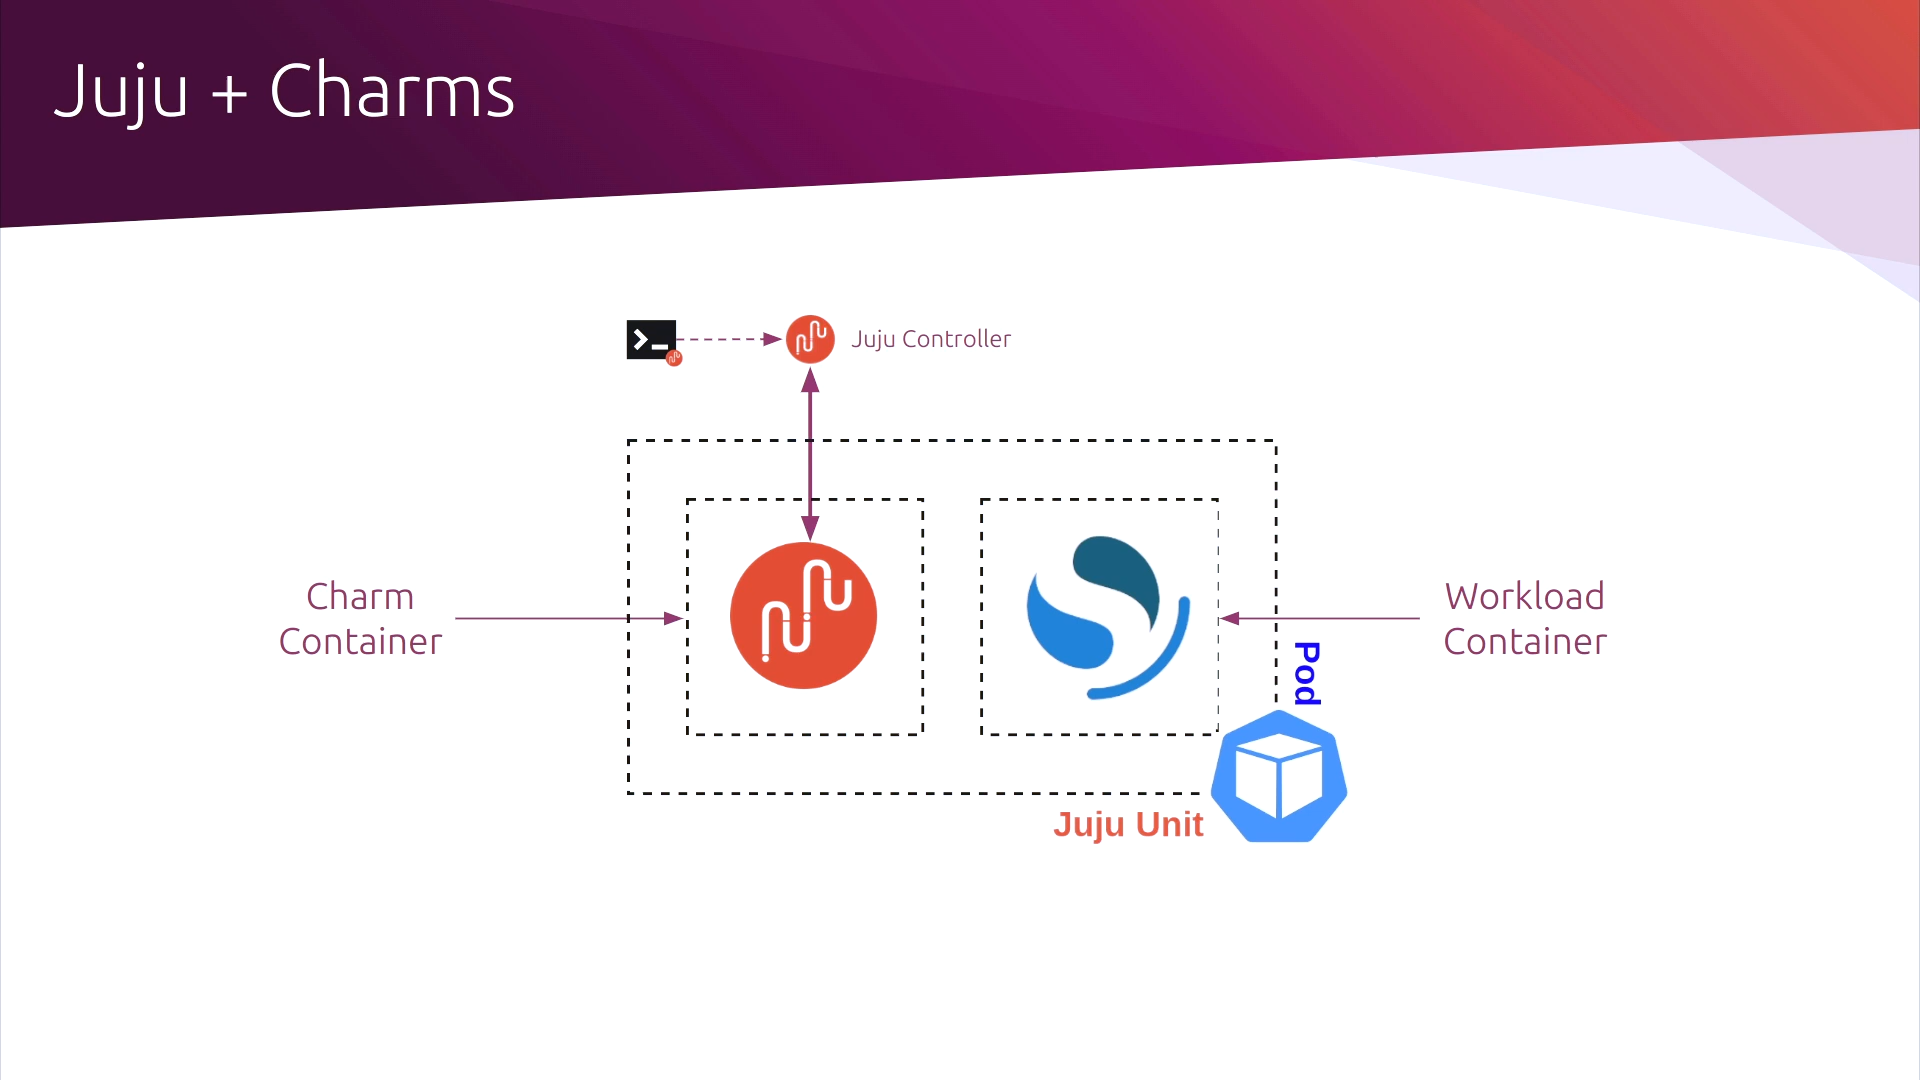 Juju + Charms
Juju Controller
Charm
Container
Workload
Container
Pod
Juju Unit